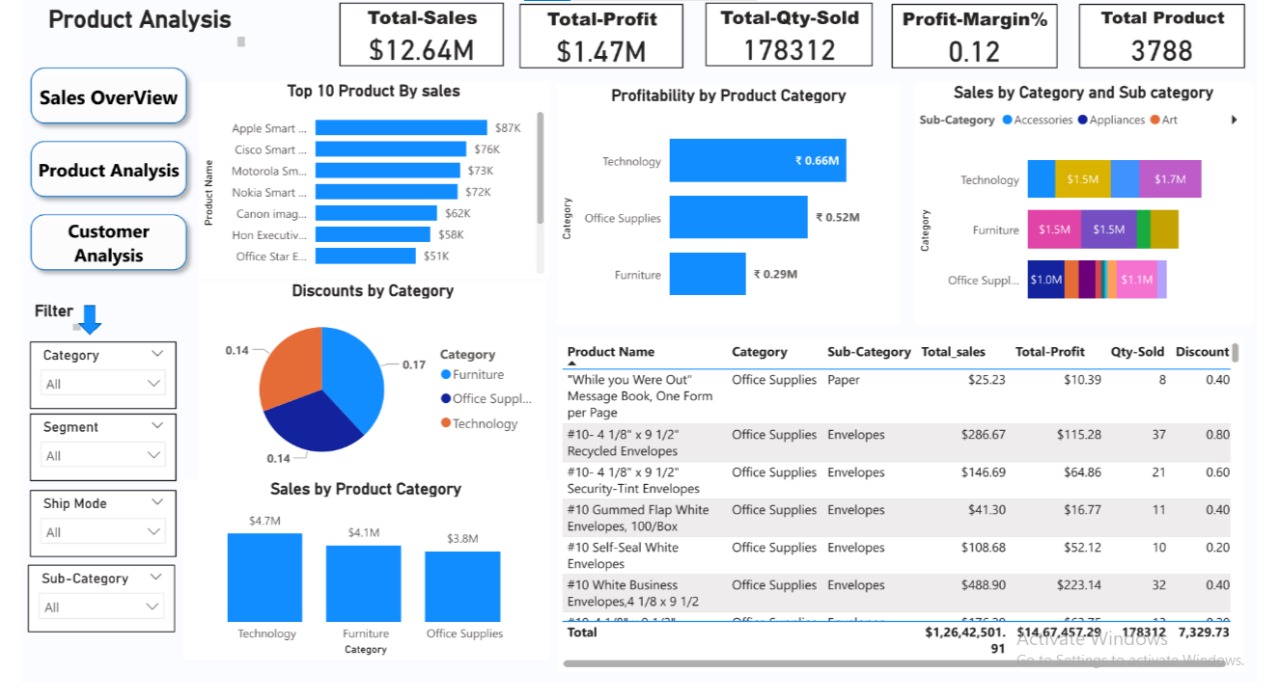 Product Analysis
Total-Sales
$12.64M
Total-Profit
$1.47M
Total-Qty-Sold
178312
Profit-Margin%
0.12
Total Product
3788
Sales OverView
Product Analysis
Customer
Analysis
Filter
Category
All
Segment
All
Ship Mode
All
Sub-Category
All
Top 10 Product By sales
Product Name
Apple Smart ...
$87K
Cisco Smart ...
$76K
Motorola Sm...
$73K
Nokia Smart ...
$72K
Canon imag...
$62K
Hon Executiv...
$58K
Office Star E...
$51K
Profitability by Product Category
Category
Technology
₹ 0.66M
Office Supplies
₹ 0.52M
Furniture
₹ 0.29M
Sales by Category and Sub category
Sub-Category Accessories Appliances Art
Category
Technology
$1.5M
$1.7M
Furniture
$1.5M
$1.5M
Office Suppl...
$1.0M
$1.1M
Discounts by Category
0.14
0.17
0.14
Category
Furniture
Office Suppl...
Technology
Sales by Product Category
$4.7M
$4.1M
$3.8M
Technology
Furniture
Office Supplies
Category
Product Name Category Sub-Category Total_sales Total-Profit Qty-Sold Discount
"While you Were Out" Office Supplies Paper $25.23 $10.39 8 0.40
Message Book, One Form
per Page
#10- 4 1/8" x 9 1/2" Office Supplies Envelopes $286.67 $115.28 37 0.80
Recycled Envelopes
#10- 4 1/8" x 9 1/2" Office Supplies Envelopes $146.69 $64.86 21 0.60
Security-Tint Envelopes
#10 Gummed Flap White Office Supplies Envelopes $41.30 $16.77 11 0.40
Envelopes, 100/Box
#10 Self-Seal White Office Supplies Envelopes $108.68 $52.12 10 0.20
Envelopes
#10 White Business Office Supplies Envelopes $488.90 $223.14 32 0.40
Envelopes,4 1/8 x 9 1/2
Total $1,26,42,501. $14,67,457.29 178312 7,329.73
91
Activate Windows
Go to Settings to activate Windows.